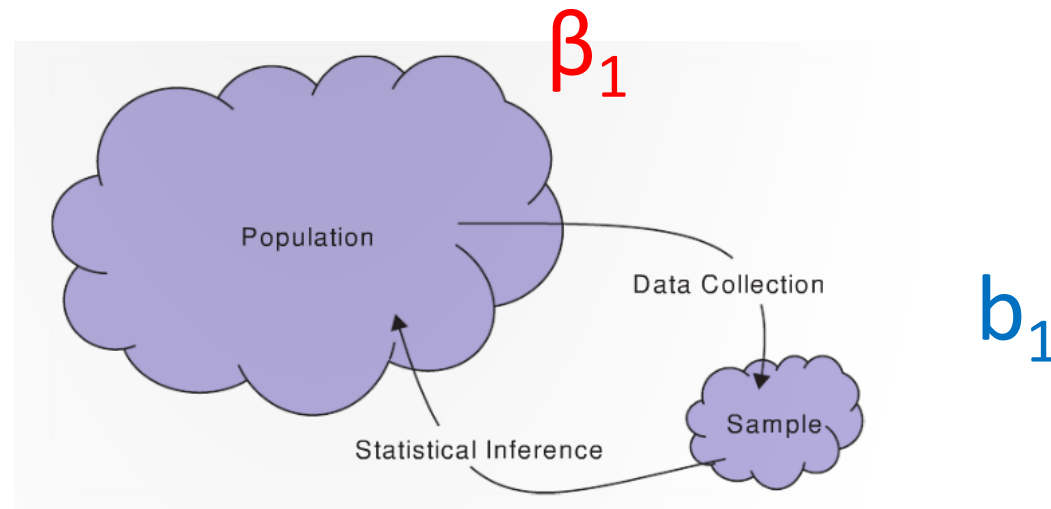 β₁
Population
Data Collection
b₁
Sample
Statistical Inference